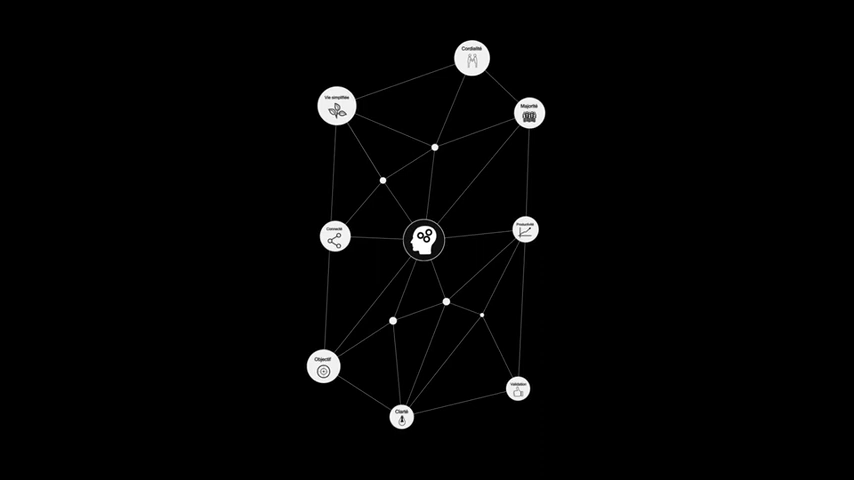 Cordialité
Vie simplifiée
Majorité
Connecté
Productivité
Objectif
Validation
Clarté